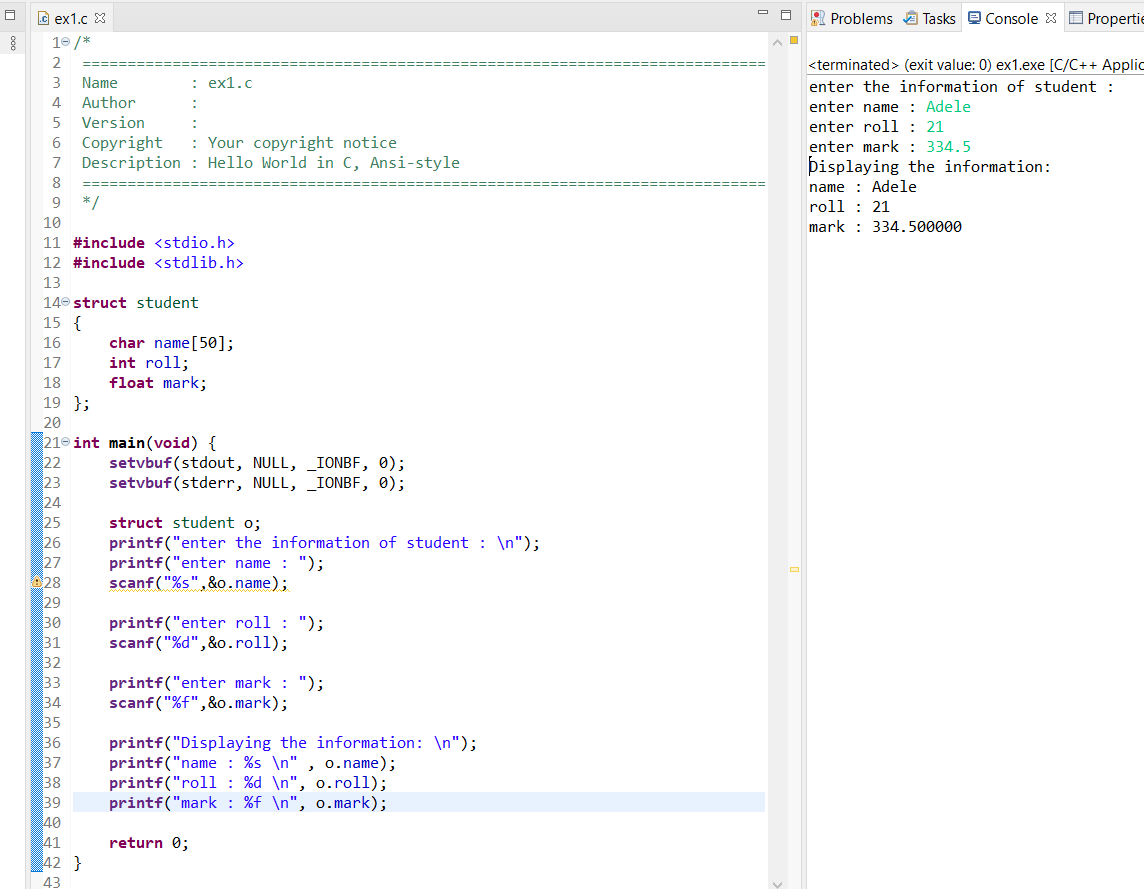 ex1.c
1 /*
2 ============================================================================
3 Name        : ex1.c
4 Author      :
5 Version     :
6 Copyright   : Your copyright notice
7 Description : Hello World in C, Ansi-style
8 ============================================================================
9 */
10
11 #include <stdio.h>
12 #include <stdlib.h>
13
14 struct student
15 {
16     char name[50];
17     int roll;
18     float mark;
19 };
20
21 int main(void) {
22     setvbuf(stdout, NULL, _IONBF, 0);
23     setvbuf(stderr, NULL, _IONBF, 0);
24
25     struct student o;
26     printf("enter the information of student : \n");
27     printf("enter name : ");
28     scanf("%s",&o.name);
29
30     printf("enter roll : ");
31     scanf("%d",&o.roll);
32
33     printf("enter mark : ");
34     scanf("%f",&o.mark);
35
36     printf("Displaying the information: \n");
37     printf("name : %s \n" , o.name);
38     printf("roll : %d \n", o.roll);
39     printf("mark : %f \n", o.mark);
40
41     return 0;
42 }
43
Problems Tasks Console Propertie
<terminated> (exit value: 0) ex1.exe [C/C++ Applic
enter the information of student :
enter name : Adele
enter roll : 21
enter mark : 334.5
Displaying the information:
name : Adele
roll : 21
mark : 334.500000